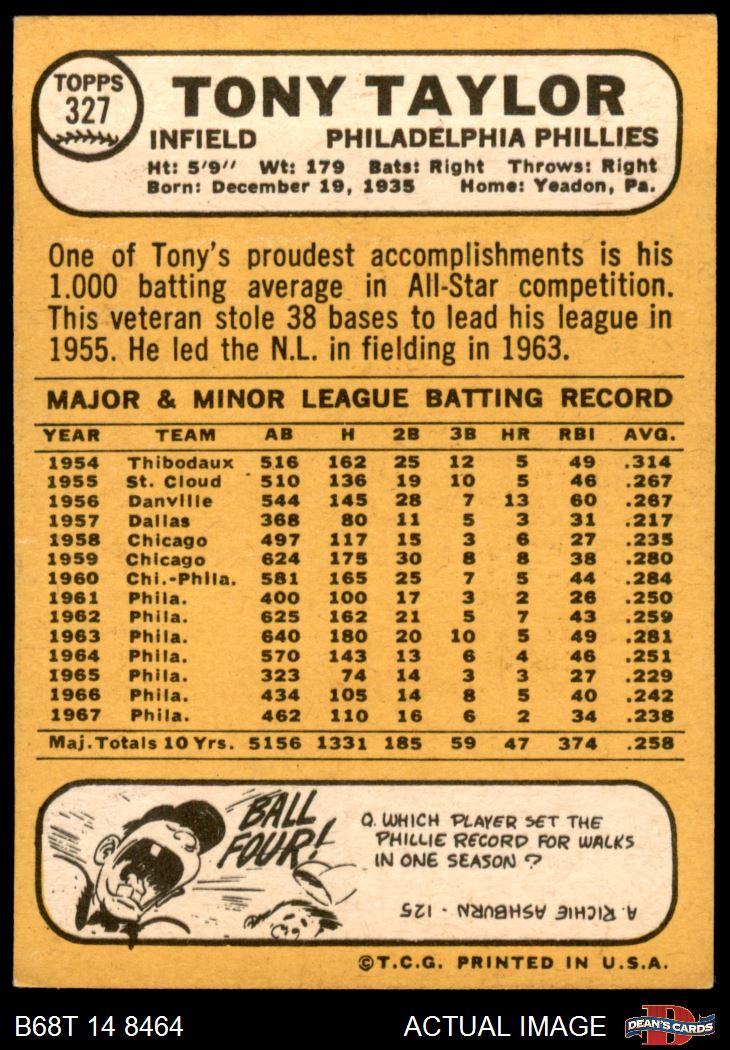 TOPPS
327
TONY TAYLOR
INFIELD PHILADELPHIA PHILLIES
Ht: 5'9" Wt: 179 Bats: Right Throws: Right
Born: December 19, 1935 Home: Yeadon, Pa.
One of Tony's proudest accomplishments is his
1.000 batting average in All-Star competition.
This veteran stole 38 bases to lead his league in
1955. He led the N.L. in fielding in 1963.
MAJOR & MINOR LEAGUE BATTING RECORD
YEAR TEAM AB H 2B 3B HR RBI AVG.
1954 Thibodaux 516 162 25 12 5 49 .314
1955 St. Cloud 510 136 19 10 5 46 .267
1956 Danville 544 145 28 7 13 60 .267
1957 Dallas 368 80 11 5 3 31 .217
1958 Chicago 497 117 15 3 6 27 .235
1959 Chicago 624 175 30 8 8 38 .280
1960 Chi.-Phila. 581 165 25 7 5 44 .284
1961 Phila. 400 100 17 3 2 26 .250
1962 Phila. 625 162 21 5 7 43 .259
1963 Phila. 640 180 20 10 5 49 .281
1964 Phila. 570 143 13 6 4 46 .251
1965 Phila. 323 74 14 3 3 27 .229
1966 Phila. 434 105 14 8 5 40 .242
1967 Phila. 462 110 16 6 2 34 .238
Maj. Totals 10 Yrs. 5156 1331 185 59 47 374 .258
BALL
FOUR!
Q. WHICH PLAYER SET THE
PHILLIE RECORD FOR WALKS
IN ONE SEASON ?
A. RICHIE ASHBURN - 125
©T.C.G. PRINTED IN U.S.A.
B68T 14 8464 ACTUAL IMAGE
D
DEAN'S CARDS